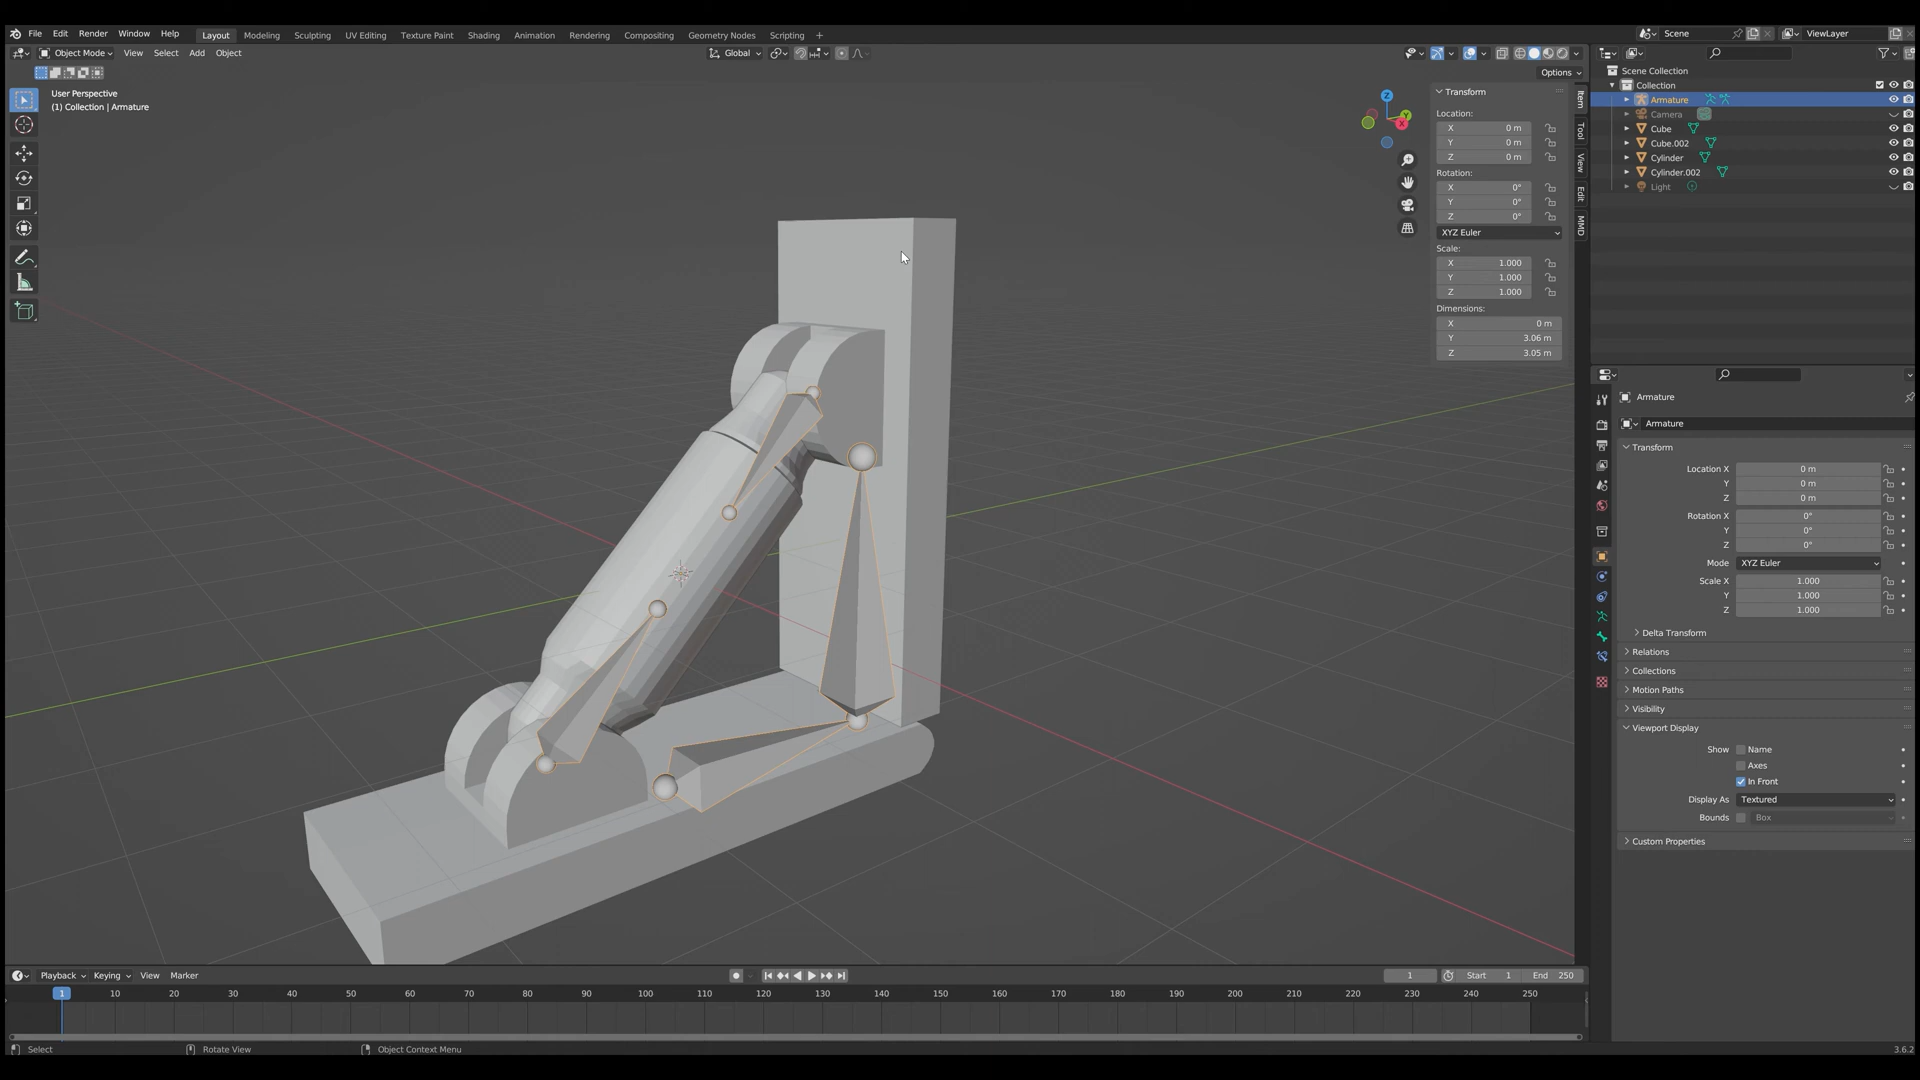 File Edit Render Window Help Layout Modeling Sculpting UV Editing Texture Paint Shading Animation Rendering Compositing Geometry Nodes Scripting + Scene ViewLayer
Object Mode View Select Add Object Global
Options
User Perspective
(1) Collection | Armature
Transform
Location:
X 0 m
Y 0 m
Z 0 m
Rotation:
X 0°
Y 0°
Z 0°
XYZ Euler
Scale:
X 1.000
Y 1.000
Z 1.000
Dimensions:
X 0 m
Y 3.06 m
Z 3.05 m
Item
Tool
View
Edit
MMD
Z
Y
X
Scene Collection
Collection
Armature
Camera
Cube
Cube.002
Cylinder
Cylinder.002
Light
Armature
Armature
Transform
Location X 0 m
Y 0 m
Z 0 m
Rotation X 0°
Y 0°
Z 0°
Mode XYZ Euler
Scale X 1.000
Y 1.000
Z 1.000
Delta Transform
Relations
Collections
Motion Paths
Visibility
Viewport Display
Show Name
Axes
In Front
Display As Textured
Bounds Box
Custom Properties
Playback Keying View Marker 1 Start 1 End 250
1 10 20 30 40 50 60 70 80 90 100 110 120 130 140 150 160 170 180 190 200 210 220 230 240 250
Select Rotate View Object Context Menu 3.6.2